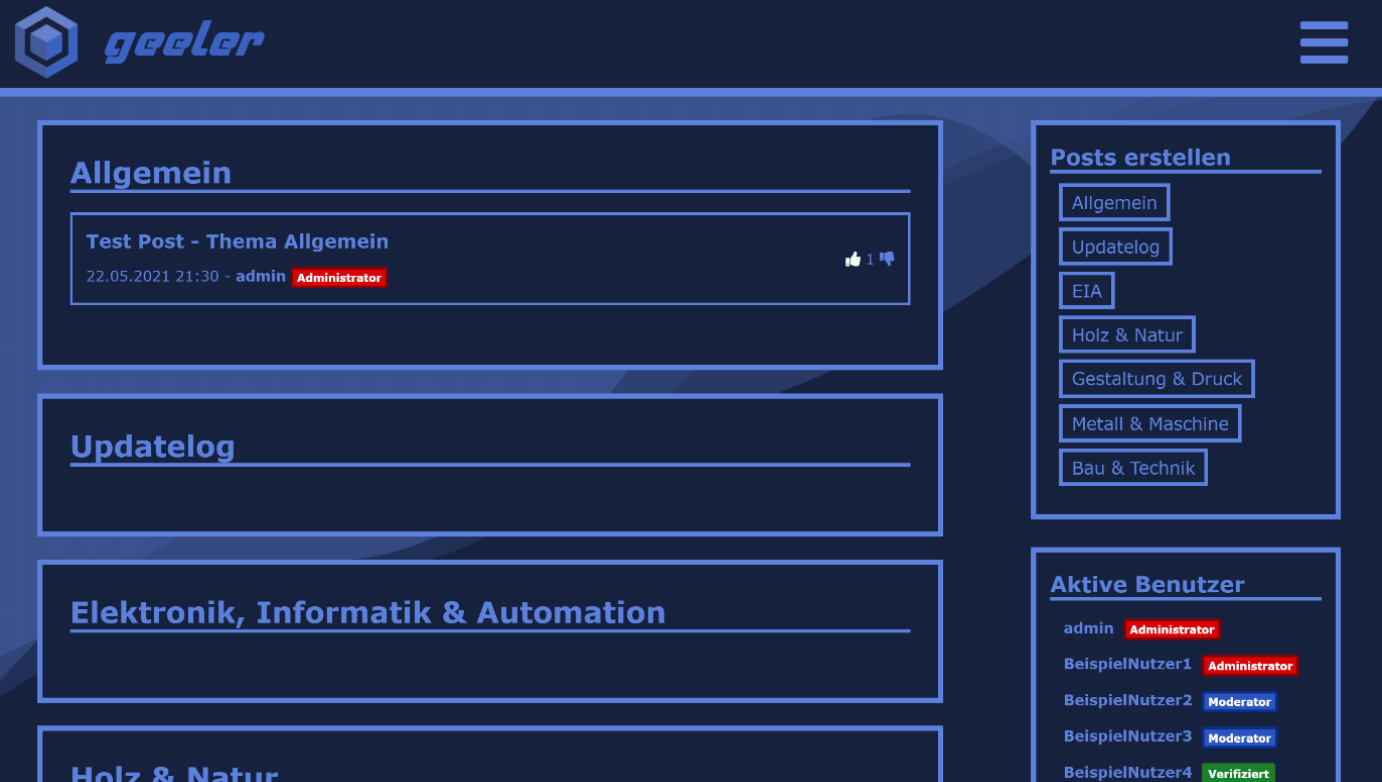 geeler
Allgemein
Test Post - Thema Allgemein
22.05.2021 21:30 - admin Administrator
1
Updatelog
Elektronik, Informatik & Automation
Holz & Natur
Posts erstellen
Allgemein
Updatelog
EIA
Holz & Natur
Gestaltung & Druck
Metall & Maschine
Bau & Technik
Aktive Benutzer
admin Administrator
BeispielNutzer1 Administrator
BeispielNutzer2 Moderator
BeispielNutzer3 Moderator
BeispielNutzer4 Verifiziert